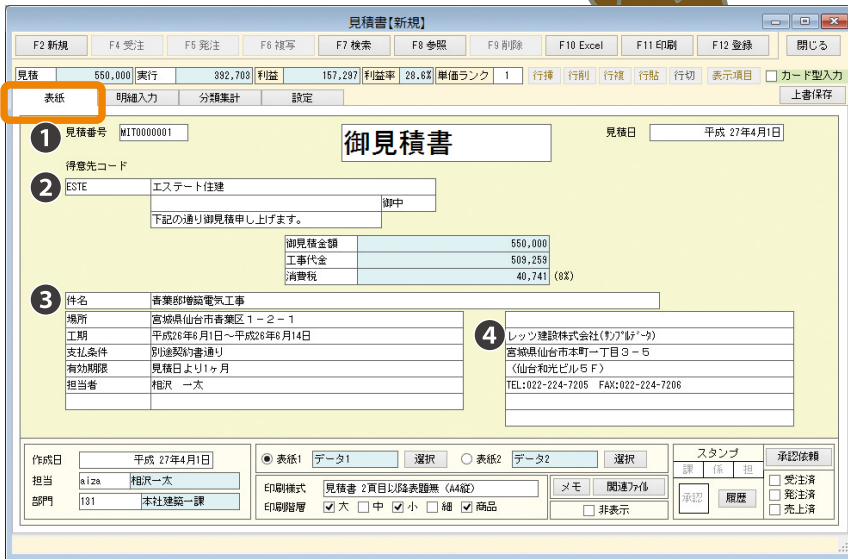 見積書【新規】
F2 新規 F4 受注 F5 発注 F6 複写 F7 検索 F8 参照 F9 削除 F10 Excel F11 印刷 F12 登録 閉じる
見積 550,000 実行 392,703 利益 157,297 利益率 28.6% 単価ランク 1 行挿 行削 行複 行貼 行切 表示項目 カード型入力
表紙 明細入力 分類集計 設定 上書保存
1 見積番号 MIT0000001 御見積書 見積日 平成 27年4月1日
得意先コード
2 ESTE エステート住建
御中
下記の通り御見積申し上げます。
御見積金額 550,000
工事代金 509,259
消費税 40,741 (8%)
3 件名 青葉邸増築電気工事
場所 宮城県仙台市青葉区1-2-1
工期 平成26年6月1日~平成26年6月14日
支払条件 別途契約書通り
有効期限 見積日より1ヶ月
担当者 相沢 一太
4 レッツ建設株式会社(サンプルデータ)
宮城県仙台市本町一丁目3-5
(仙台和光ビル5F)
TEL:022-224-7205 FAX:022-224-7206
作成日 平成 27年4月1日 表紙1 データ1 選択 表紙2 データ2 選択 スタンプ 承認依頼
課 係 担
担当 aiza 相沢一太 印刷様式 見積書 2頁目以降表題無 (A4縦) メモ 関連ファイル 承認 履歴 受注済
発注済
部門 131 本社建築一課 印刷階層 大 中 小 細 商品 非表示 売上済